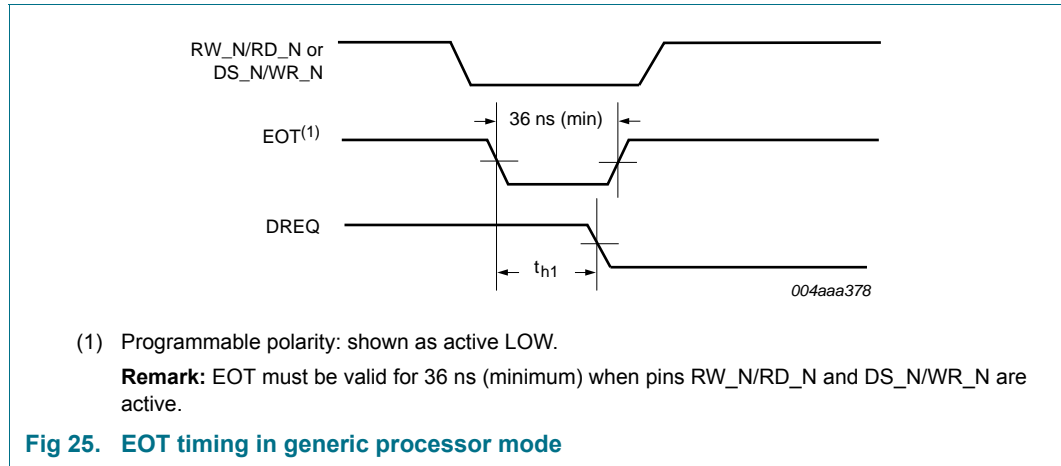 RW_N/RD_N or
DS_N/WR_N
36 ns (min)
EOT(1)
DREQ
th1
004aaa378
(1) Programmable polarity: shown as active LOW.
Remark: EOT must be valid for 36 ns (minimum) when pins RW_N/RD_N and DS_N/WR_N are
active.
Fig 25. EOT timing in generic processor mode